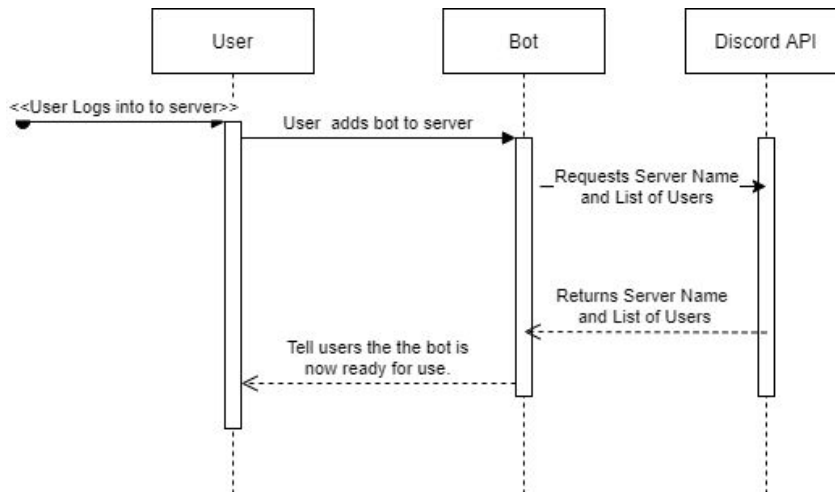 User
Bot
Discord API
<<User Logs into to server>>
User adds bot to server
Requests Server Name
and List of Users
Returns Server Name
and List of Users
Tell users the the bot is
now ready for use.